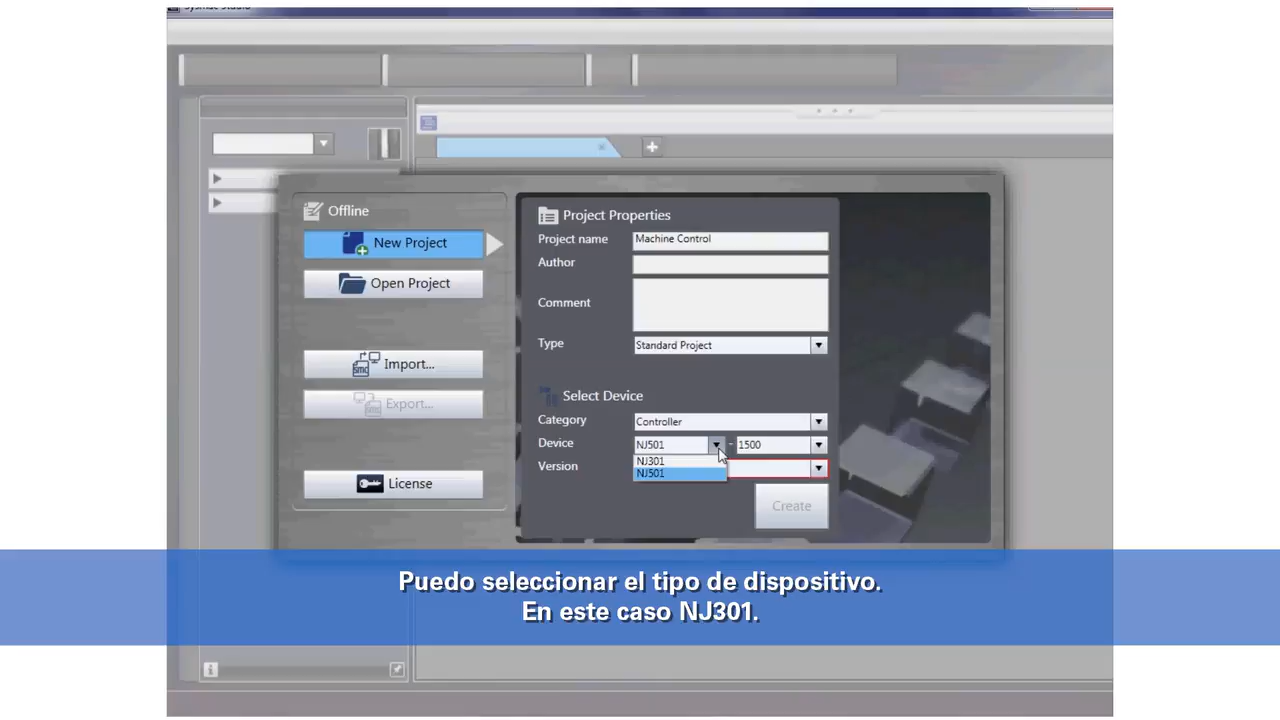 Sysmac Studio
Offline
New Project
Open Project
Import...
Export...
License
Project Properties
Project name Machine Control
Author
Comment
Type Standard Project
Select Device
Category Controller
Device NJ501 - 1500
NJ301
NJ501
Version
Create
Puedo seleccionar el tipo de dispositivo.
En este caso NJ301.